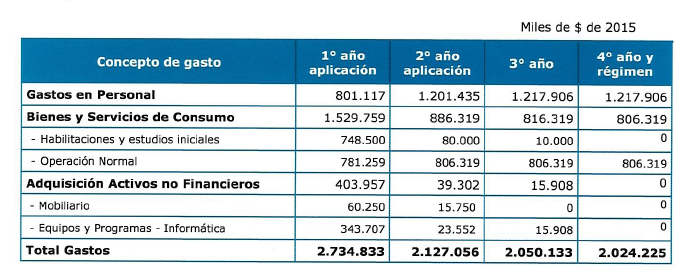 Miles de $ de 2015
Concepto de gasto 1° año aplicación 2° año aplicación 3° año 4° año y régimen
Gastos en Personal 801.117 1.201.435 1.217.906 1.217.906
Bienes y Servicios de Consumo 1.529.759 886.319 816.319 806.319
- Habilitaciones y estudios iniciales 748.500 80.000 10.000 0
- Operación Normal 781.259 806.319 806.319 806.319
Adquisición Activos no Financieros 403.957 39.302 15.908 0
- Mobiliario 60.250 15.750 0 0
- Equipos y Programas - Informática 343.707 23.552 15.908 0
Total Gastos 2.734.833 2.127.056 2.050.133 2.024.225